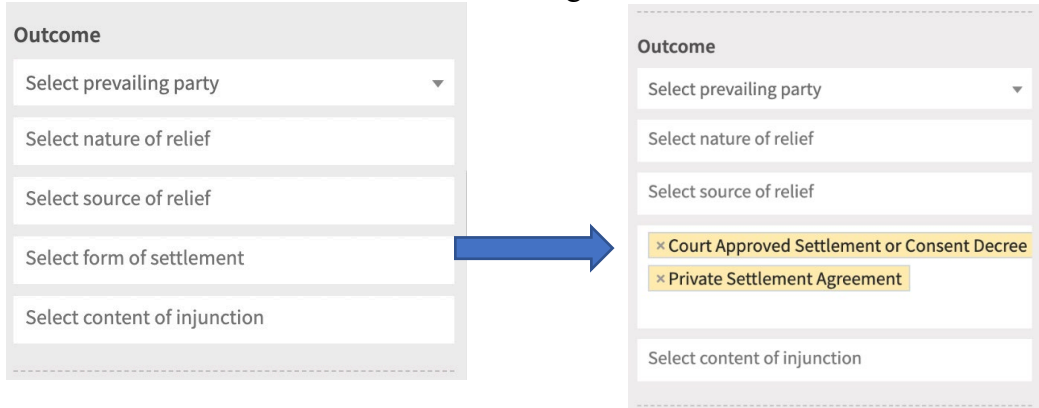 Outcome
Select prevailing party
Select nature of relief
Select source of relief
Select form of settlement
Select content of injunction
Outcome
Select prevailing party
Select nature of relief
Select source of relief
×Court Approved Settlement or Consent Decree
×Private Settlement Agreement
Select content of injunction